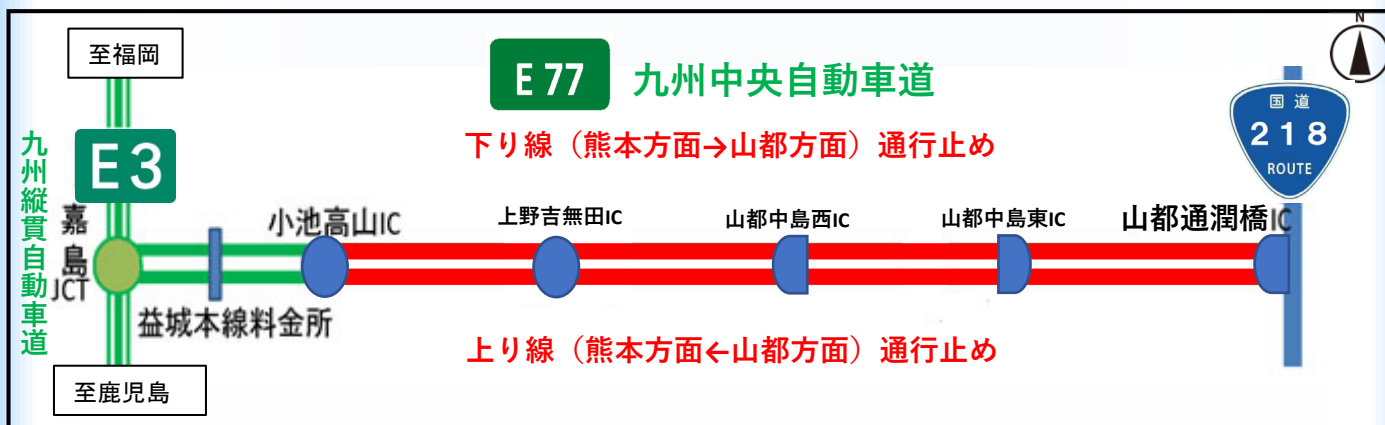 至福岡
N
E 77 九州中央自動車道
国道
218
ROUTE
下り線（熊本方面→山都方面）通行止め
九州縦貫自動車道
E3
嘉島JCT
小池高山IC
上野吉無田IC
山都中島西IC
山都中島東IC
山都通潤橋IC
益城本線料金所
上り線（熊本方面←山都方面）通行止め
至鹿児島